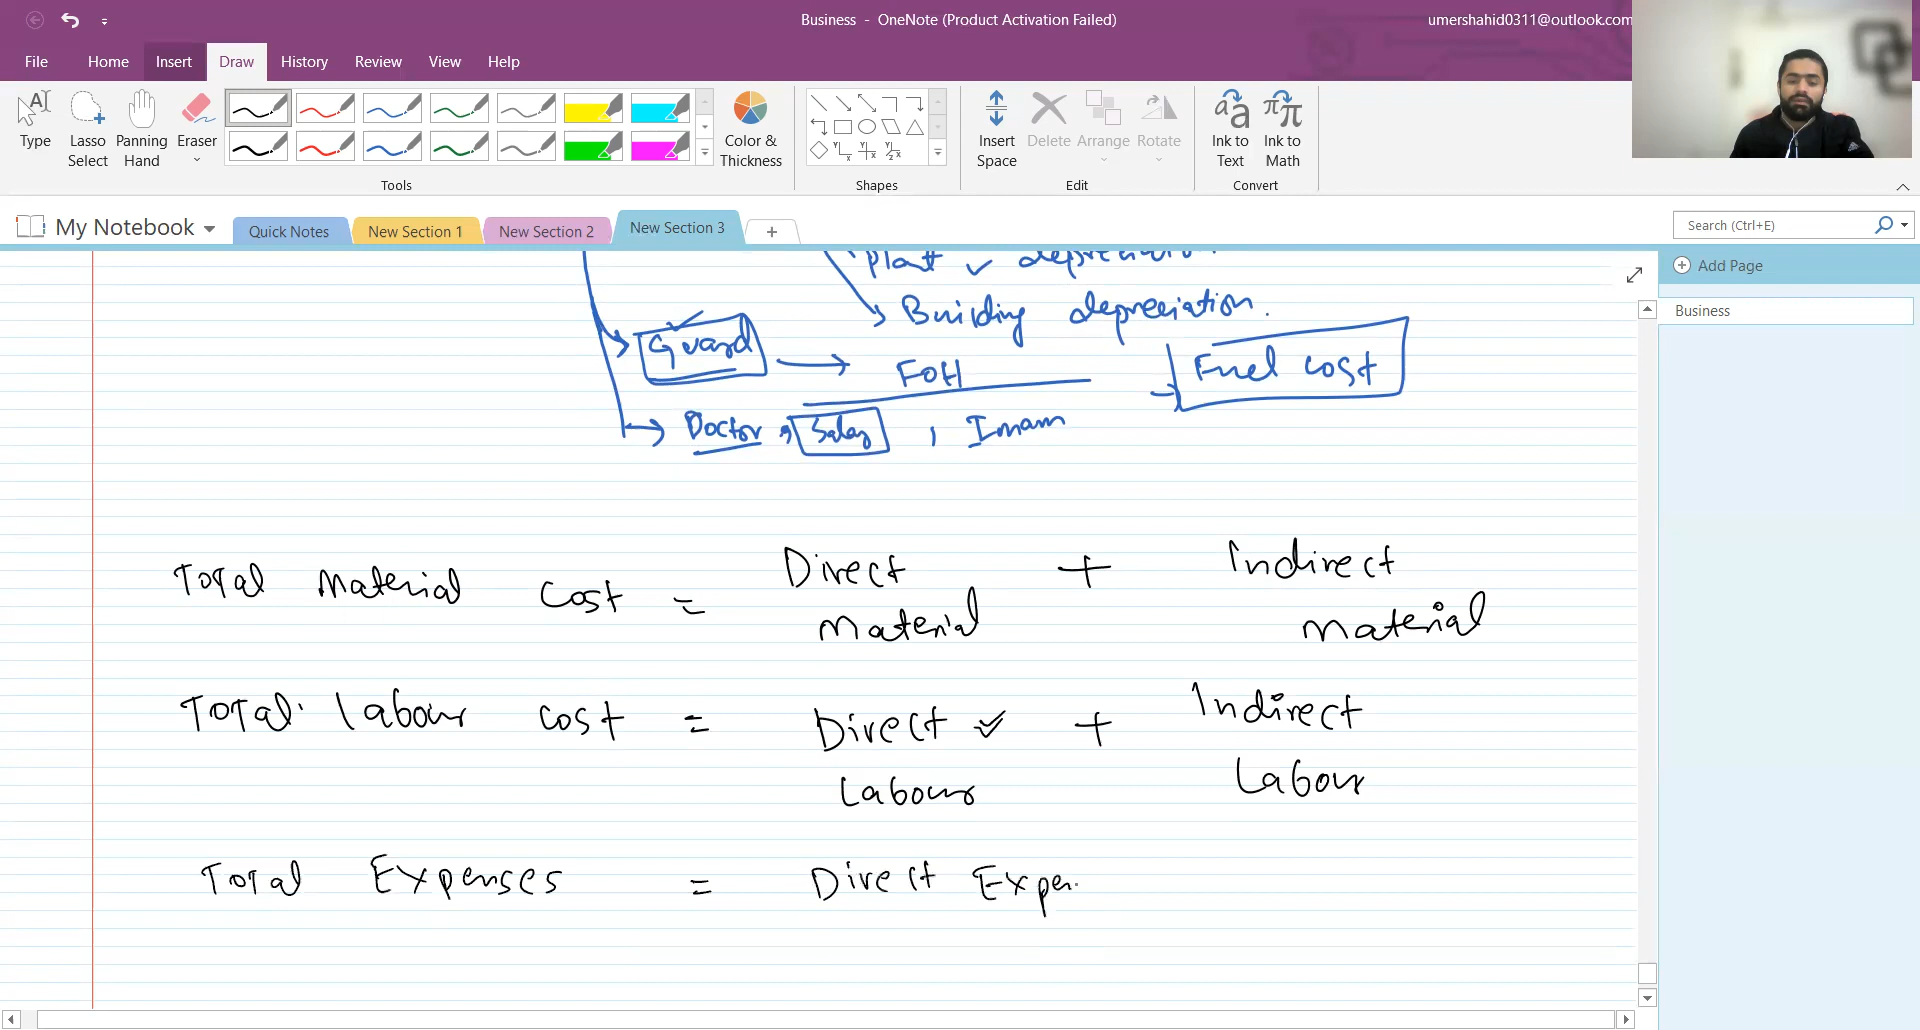 Business - OneNote (Product Activation Failed)
umershahid0311@outlook.com
File Home Insert Draw History Review View Help
Type
Lasso Select
Panning Hand
Eraser
Color & Thickness
Insert Space
Delete
Arrange
Rotate
Ink to Text
Ink to Math
Tools
Shapes
Edit
Convert
My Notebook
Quick Notes
New Section 1
New Section 2
New Section 3
Search (Ctrl+E)
Add Page
Business
Plant ✓ depreciation.
Building depreciation.
Guard → FOH
Fuel cost
Doctor, Salary, Imam
Total Material Cost = Direct Material + Indirect Material
Total Labour Cost = Direct ✓ Labour + Indirect Labour
Total Expenses = Direct Expen